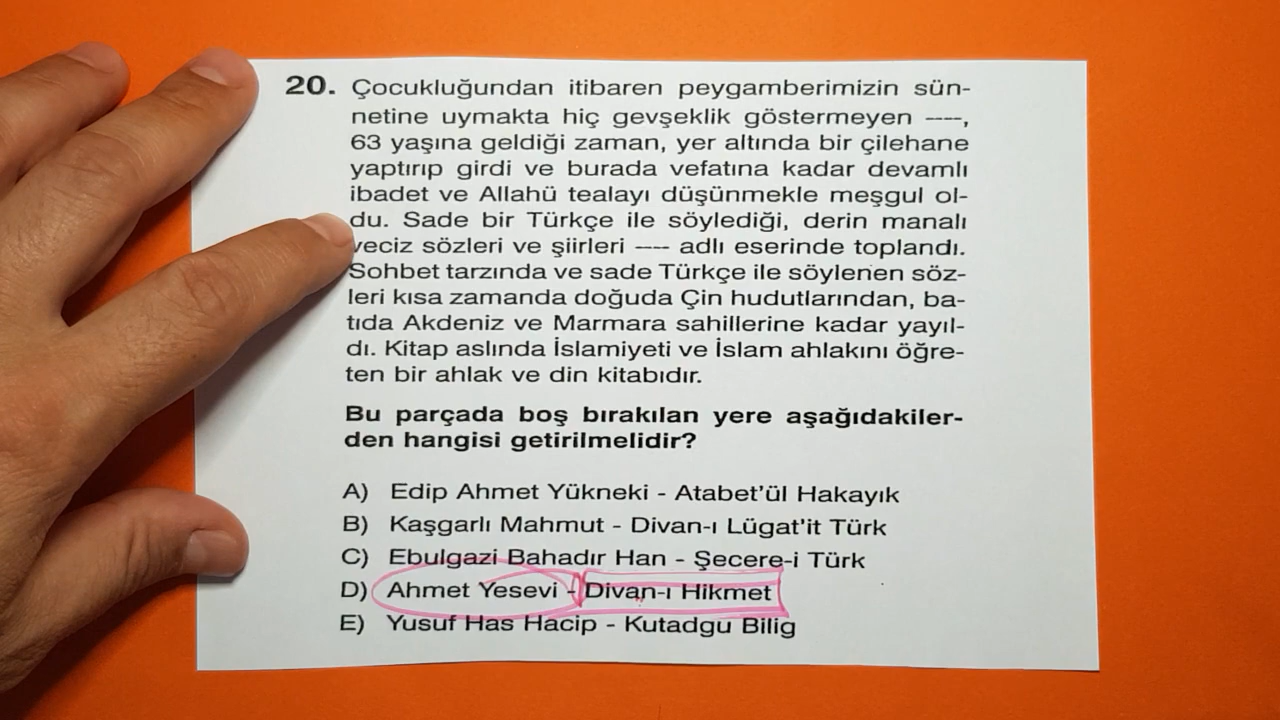 20. Çocukluğundan itibaren peygamberimizin sün-
netine uymakta hiç gevşeklik göstermeyen ----,
63 yaşına geldiği zaman, yer altında bir çilehane
yaptırıp girdi ve burada vefatına kadar devamlı
ibadet ve Allahü tealayı düşünmekle meşgul ol-
du. Sade bir Türkçe ile söylediği, derin manalı
veciz sözleri ve şiirleri ---- adlı eserinde toplandı.
Sohbet tarzında ve sade Türkçe ile söylenen söz-
leri kısa zamanda doğuda Çin hudutlarından, ba-
tıda Akdeniz ve Marmara sahillerine kadar yayıl-
dı. Kitap aslında İslamiyeti ve İslam ahlakını öğre-
ten bir ahlak ve din kitabıdır.
Bu parçada boş bırakılan yere aşağıdakiler-
den hangisi getirilmelidir?
A) Edip Ahmet Yükneki - Atabet'ül Hakayık
B) Kaşgarlı Mahmut - Divan-ı Lügat'it Türk
C) Ebulgazi Bahadır Han - Şecere-i Türk
D) Ahmet Yesevi - Divan-ı Hikmet
E) Yusuf Has Hacip - Kutadgu Bilig